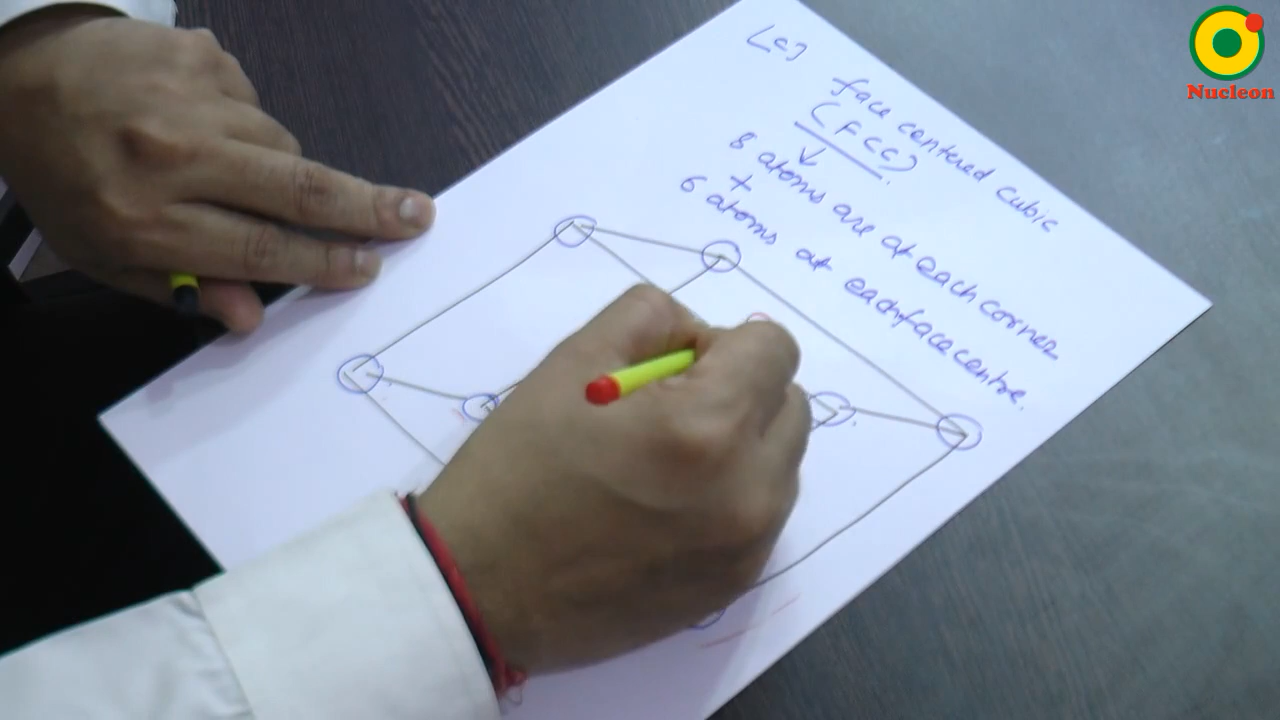 (c) face centered cubic
(FCC)
8 atoms are at each corner
+
6 atoms at each face centre.
Nucleon